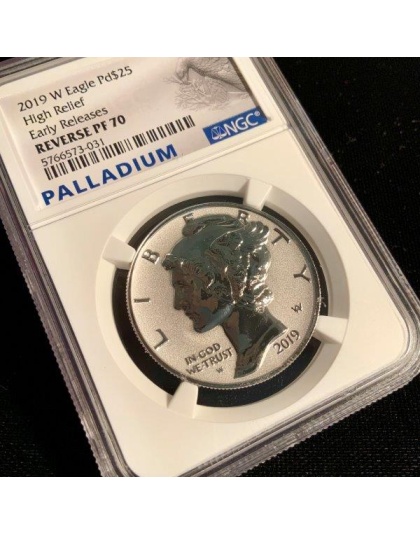 2019 W Eagle Pd$25
High Relief
Early Releases
REVERSE PF 70
5766573-031
NGC
PALLADIUM
LIBERTY
IN·GOD
WE·TRUST
W
2019
W